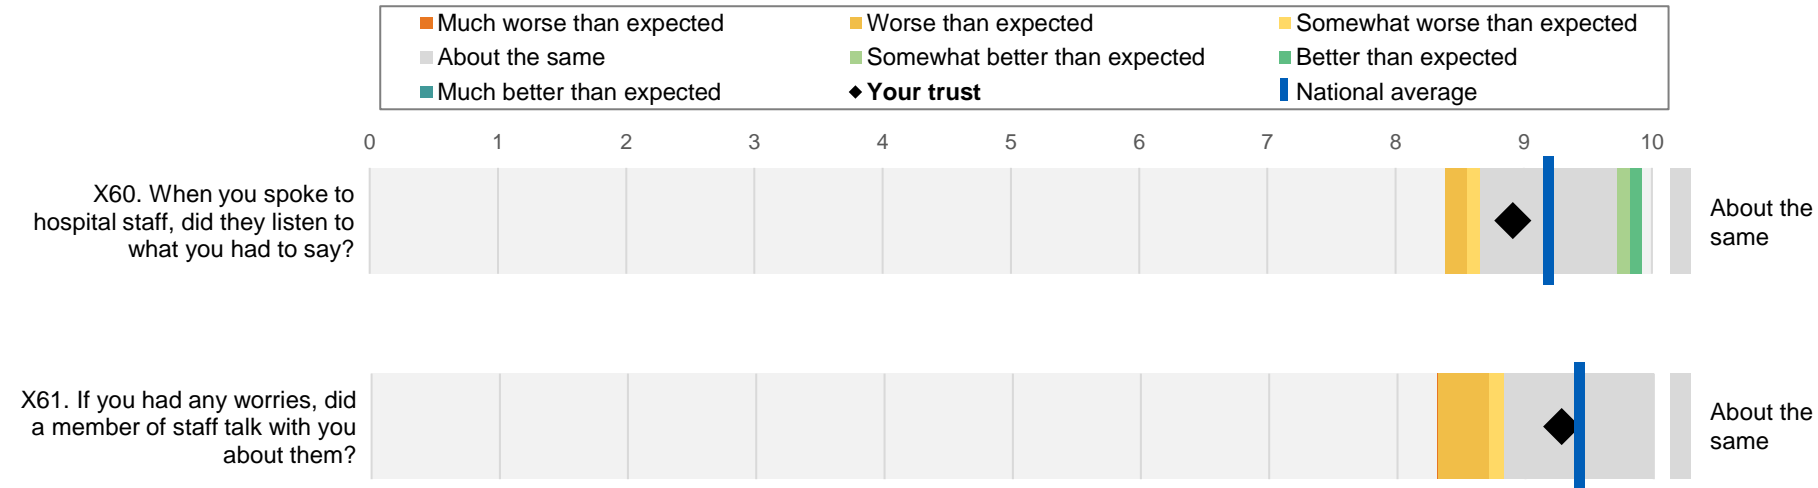 Much worse than expected
Worse than expected
Somewhat worse than expected
About the same
Somewhat better than expected
Better than expected
Much better than expected
Your trust
National average
0 1 2 3 4 5 6 7 8 9 10
X60. When you spoke to
hospital staff, did they listen to
what you had to say?
About the
same
X61. If you had any worries, did
a member of staff talk with you
about them?
About the
same